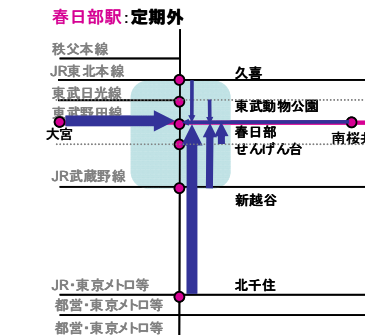 春日部駅：定期外
秩父本線
JR東北本線
久喜
東武日光線
東武動物公園
東武野田線
大宮
春日部
南桜井
せんげん台
JR武蔵野線
新越谷
JR・東京メトロ等
北千住
都営・東京メトロ等
都営・東京メトロ等